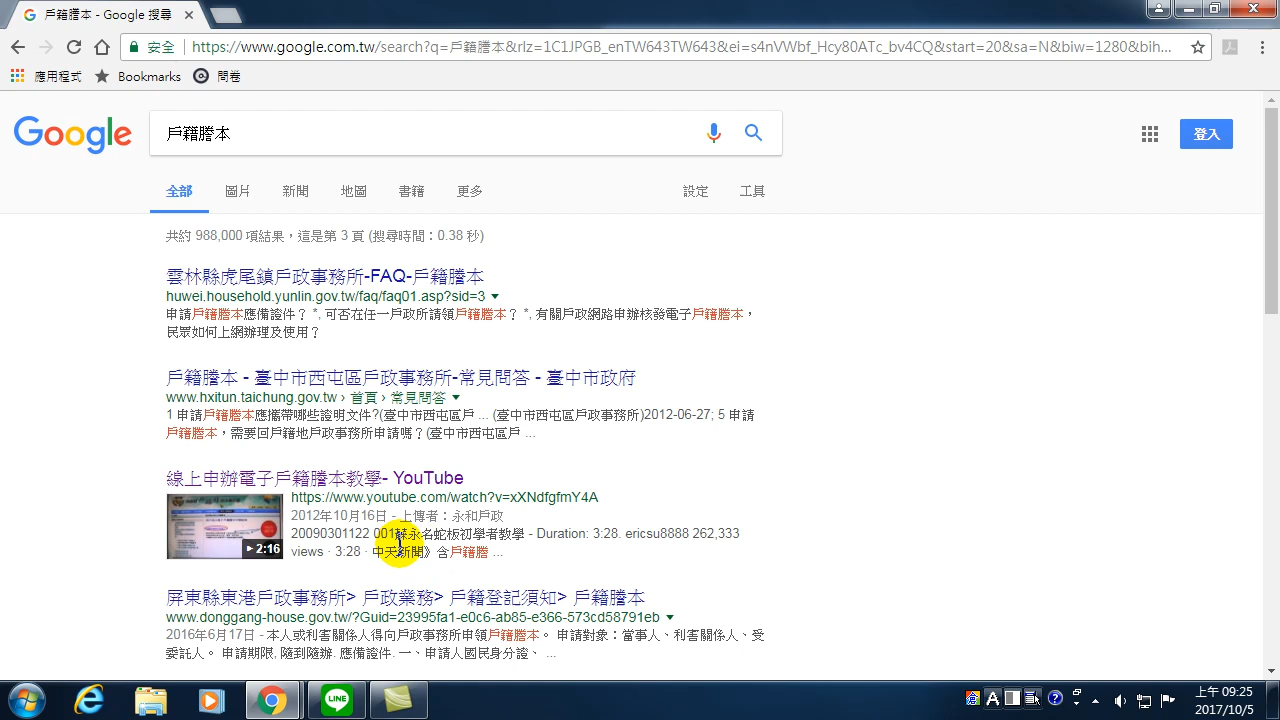 戶籍謄本 - Google 搜尋
安全
https://www.google.com.tw/search?q=戶籍謄本&rlz=1C1JPGB_enTW643TW643&ei=s4nVWbf_Hcy80ATc_bv4CQ&start=20&sa=N&biw=1280&bih...
應用程式 Bookmarks 問卷
Google
戶籍謄本
登入
全部 圖片 新聞 地圖 書籍 更多 設定 工具
共約 988,000 項結果，這是第 3 頁 (搜尋時間：0.38 秒)
雲林縣虎尾鎮戶政事務所-FAQ-戶籍謄本
huwei.household.yunlin.gov.tw/faq/faq01.asp?sid=3
申請戶籍謄本應備證件？ *, 可否在任一戶政所請領戶籍謄本？ *, 有關戶政網路申辦核發電子戶籍謄本，
民眾如何上網辦理及使用？
戶籍謄本 - 臺中市西屯區戶政事務所-常見問答 - 臺中市政府
www.hxitun.taichung.gov.tw › 首頁 › 常見問答
1 申請戶籍謄本應攜帶哪些證明文件?(臺中市西屯區戶 ... (臺中市西屯區戶政事務所)2012-06-27; 5 申請
戶籍謄本，需要回戶籍地戶政事務所申請嗎？(臺中市西屯區戶 ...
線上申辦電子戶籍謄本教學- YouTube
https://www.youtube.com/watch?v=xXNdfgfmY4A
2012年10月16日 - 上傳者：永和戶政
20090301122 001蘇永名蛇板初學者教學 - Duration: 3:28. ericsu8888 262,333
views · 3:28 · 中天新聞》含戶籍謄 ...
2:16
屏東縣東港戶政事務所> 戶政業務> 戶籍登記須知> 戶籍謄本
www.donggang-house.gov.tw/?Guid=23995fa1-e0c6-ab85-e366-573cd58791eb
2016年6月17日 - 本人或利害關係人得向戶政事務所申領戶籍謄本。 申請對象：當事人、利害關係人、受
委託人。 申請期限. 隨到隨辦. 應備證件. 一、申請人國民身分證、 ...
LINE
A
上午 09:25
2017/10/5